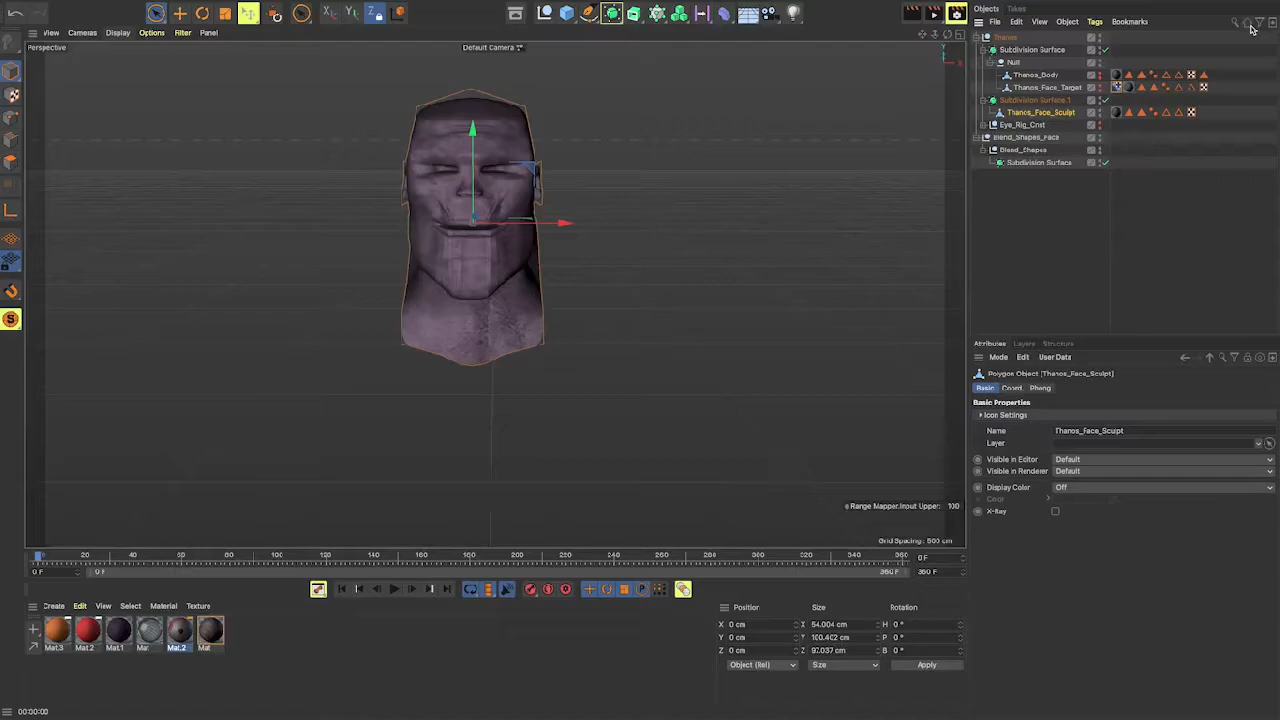 Objects Takes
File Edit View Object Tags Bookmarks
View Cameras Display Options Filter Panel
Perspective
Default Camera
Y
X
Thanos
Subdivision Surface
Null
Thanos_Body
Thanos_Face_Target
Subdivision Surface.1
Thanos_Face_Sculpt
Eye_Rig_Cnst
Blend_Shapes_Face
Blend_Shapes
Subdivision Surface
Attributes Layers Structure
Mode Edit User Data
Polygon Object [Thanos_Face_Sculpt]
Basic Coord. Phong
Basic Properties
Icon Settings
Name Thanos_Face_Sculpt
Layer
Visible in Editor Default
Visible in Renderer Default
Display Color Off
Color
X-Ray
Range Mapper.Input Upper: 100
Grid Spacing : 500 cm
0 20 40 60 80 100 120 140 160 180 200 220 240 260 280 300 320 340 360
0 F
0 F 0 F 360 F 360 F
Create Edit View Select Material Texture
Mat.3 Mat.2 Mat.1 Mat Mat.2 Mat
Position Size Rotation
X 0 cm X 54.004 cm H 0 °
Y 0 cm Y 100.402 cm P 0 °
Z 0 cm Z 97.037 cm B 0 °
Object (Rel) Size Apply
00:00:00